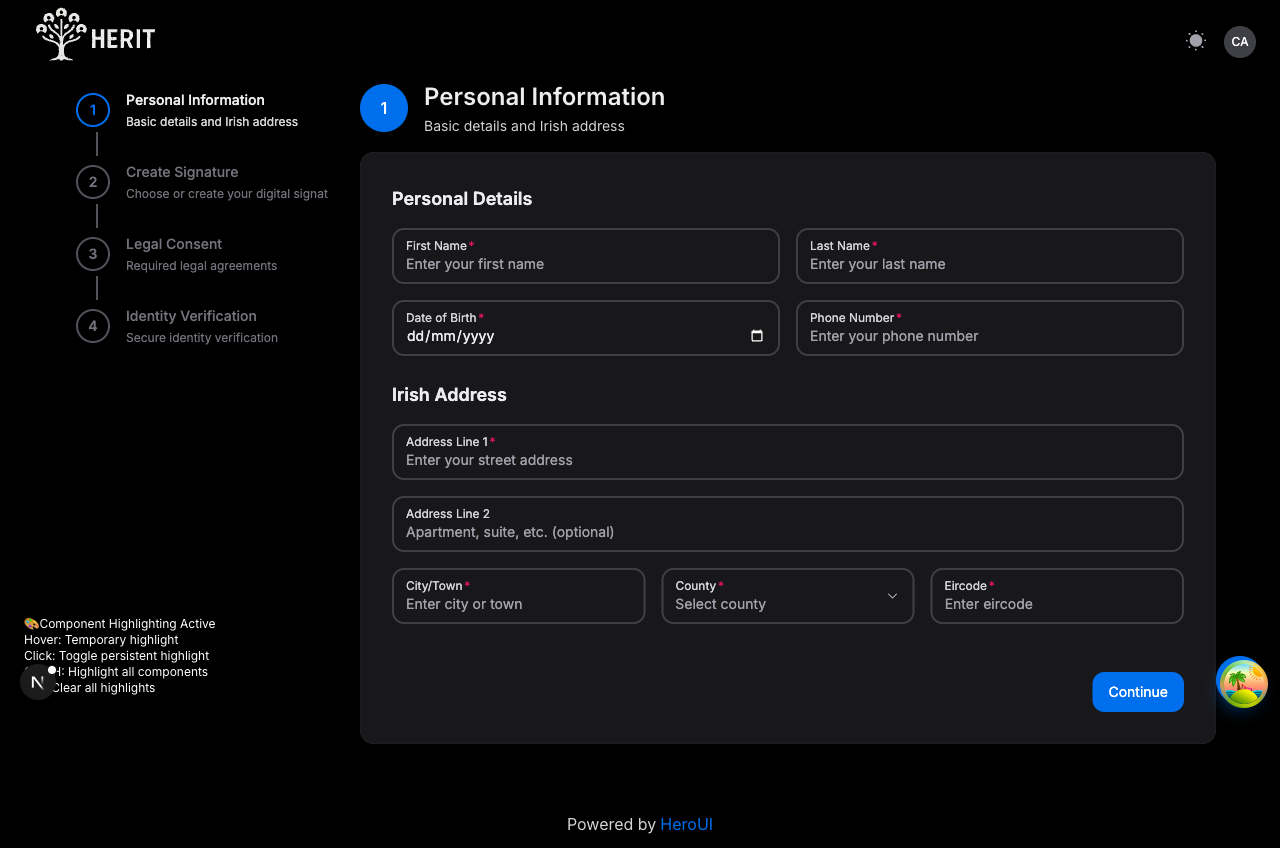 HERIT
CA
1
Personal Information
Basic details and Irish address
2
Create Signature
Choose or create your digital signat
3
Legal Consent
Required legal agreements
4
Identity Verification
Secure identity verification
1
Personal Information
Basic details and Irish address
Personal Details
First Name*
Enter your first name
Last Name*
Enter your last name
Date of Birth*
dd/mm/yyyy
Phone Number*
Enter your phone number
Irish Address
Address Line 1*
Enter your street address
Address Line 2
Apartment, suite, etc. (optional)
City/Town*
Enter city or town
County*
Select county
Eircode*
Enter eircode
Continue
🎨Component Highlighting Active
Hover: Temporary highlight
Click: Toggle persistent highlight
H: Highlight all components
Clear all highlights
N
Powered by HeroUI